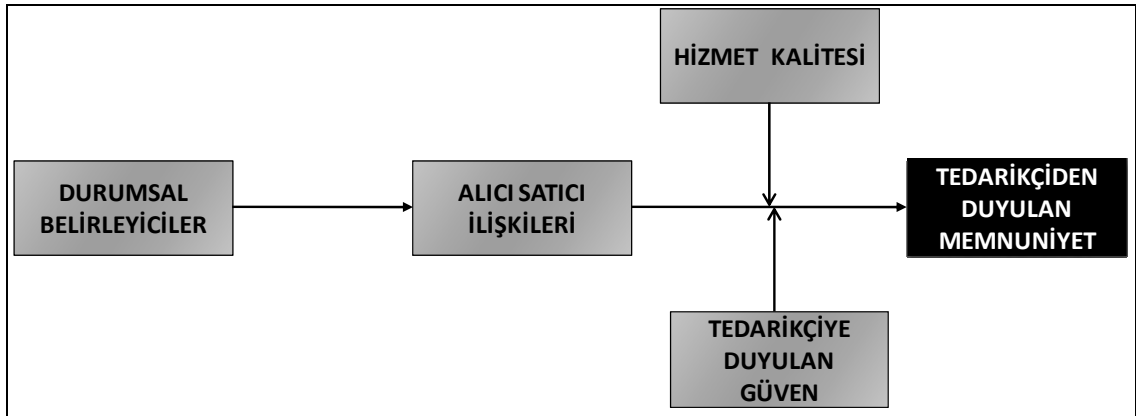 HİZMET KALİTESİ
DURUMSAL
BELİRLEYİCİLER
ALICI SATICI
İLİŞKİLERİ
TEDARİKÇİDEN
DUYULAN
MEMNUNİYET
TEDARİKÇİYE
DUYULAN
GÜVEN